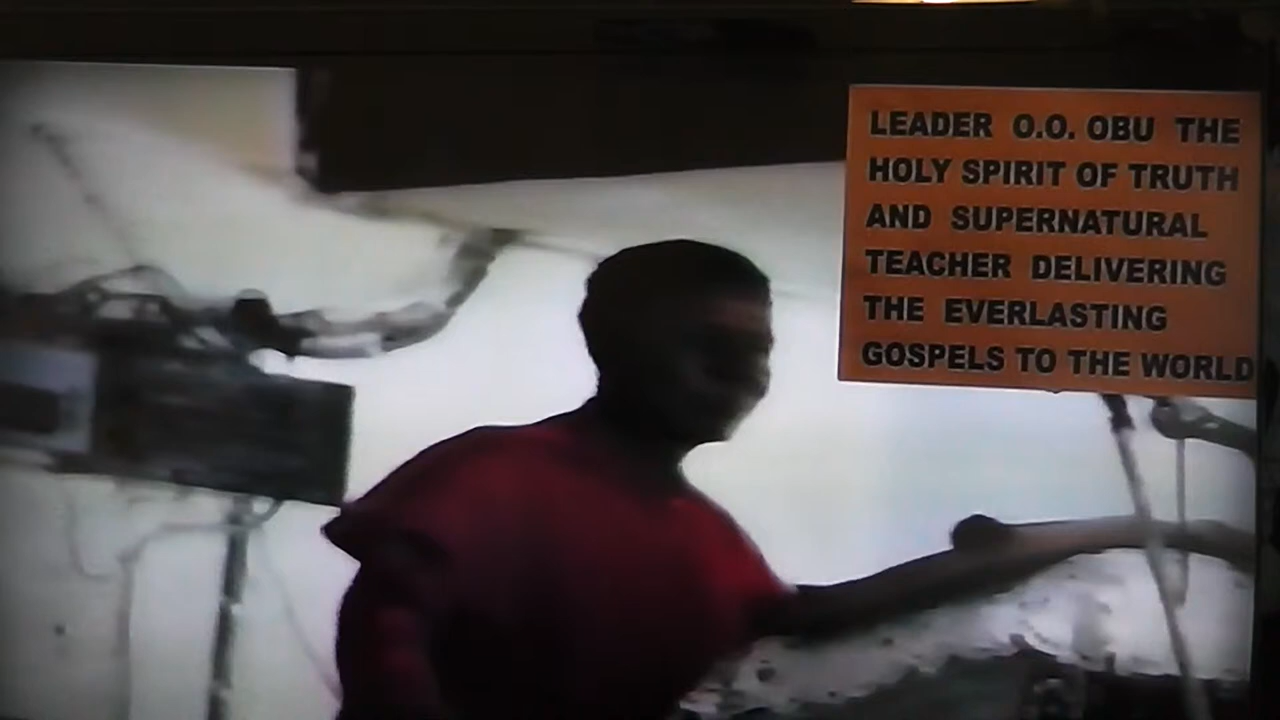 LEADER O.O. OBU THE
HOLY SPIRIT OF TRUTH
AND SUPERNATURAL
TEACHER DELIVERING
THE EVERLASTING
GOSPELS TO THE WORLD